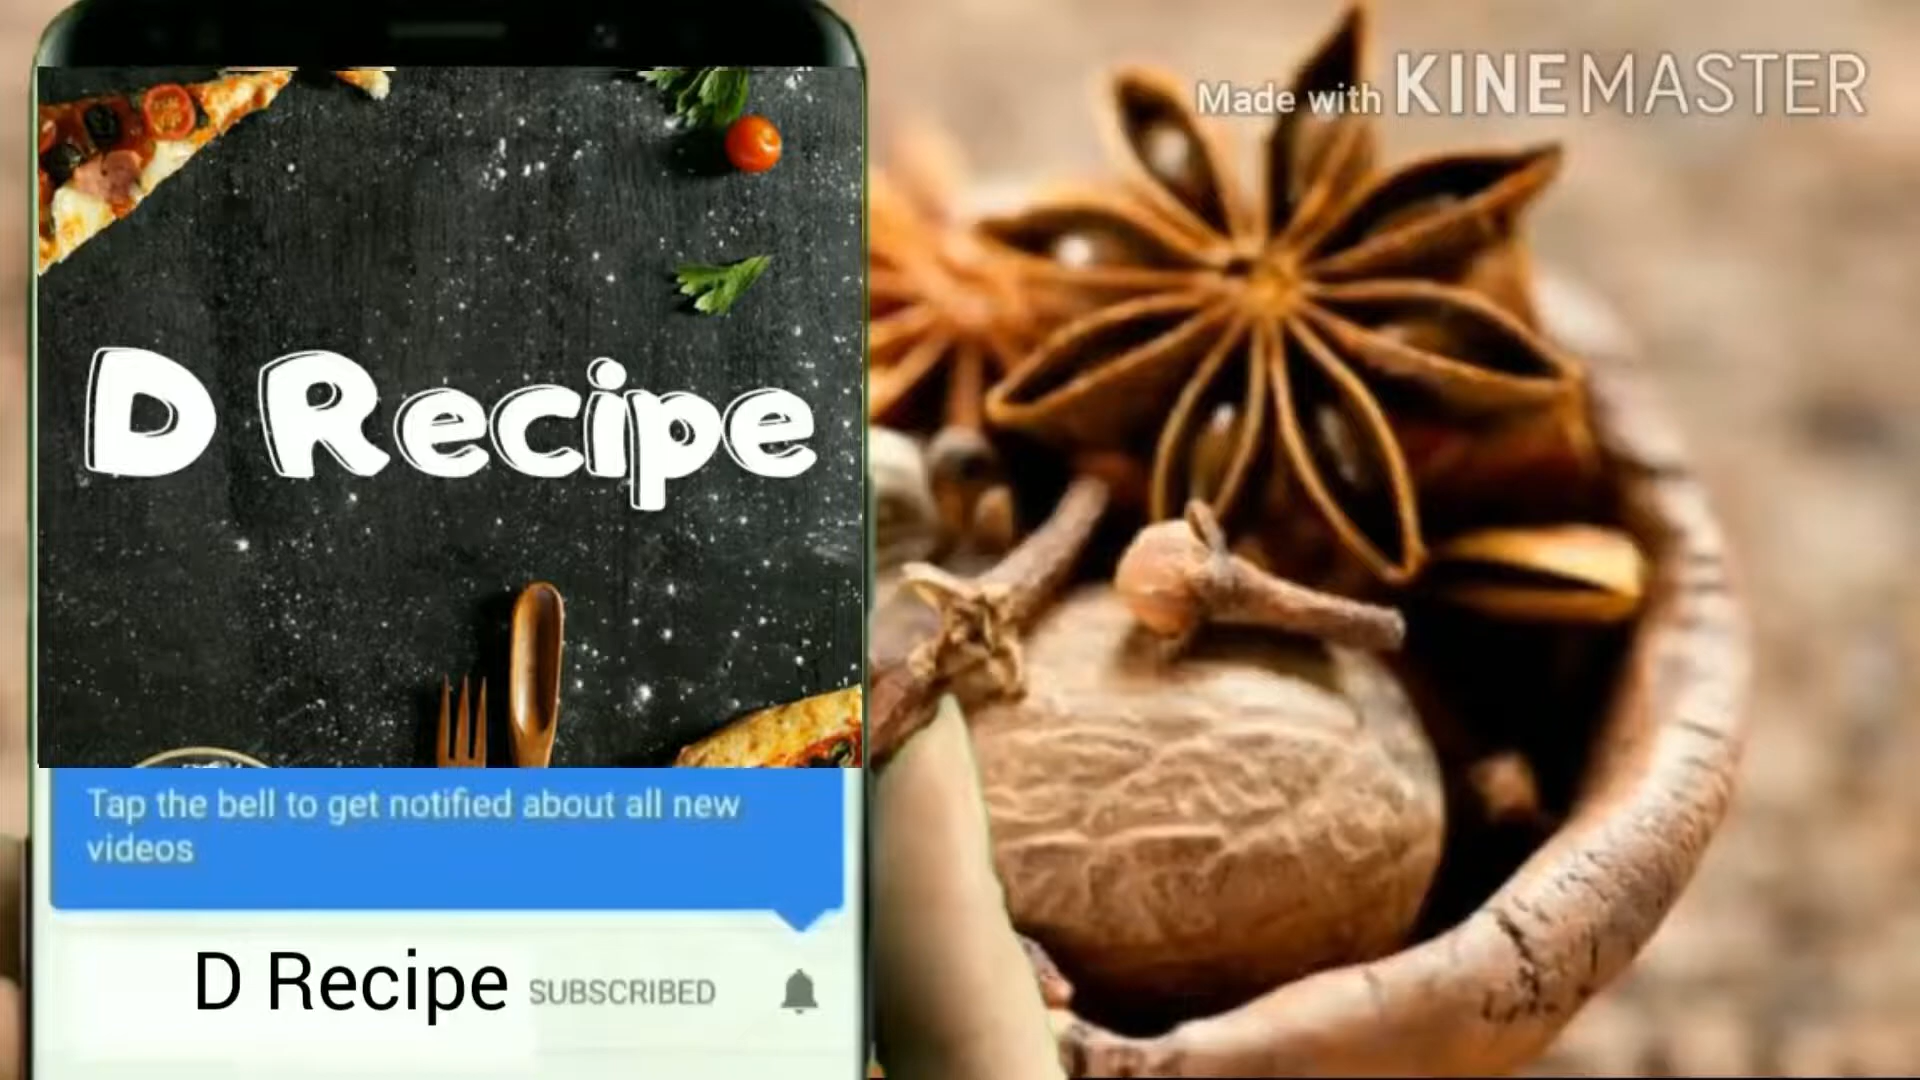 Made with KINEMASTER
D Recipe
Tap the bell to get notified about all new
videos
D Recipe SUBSCRIBED